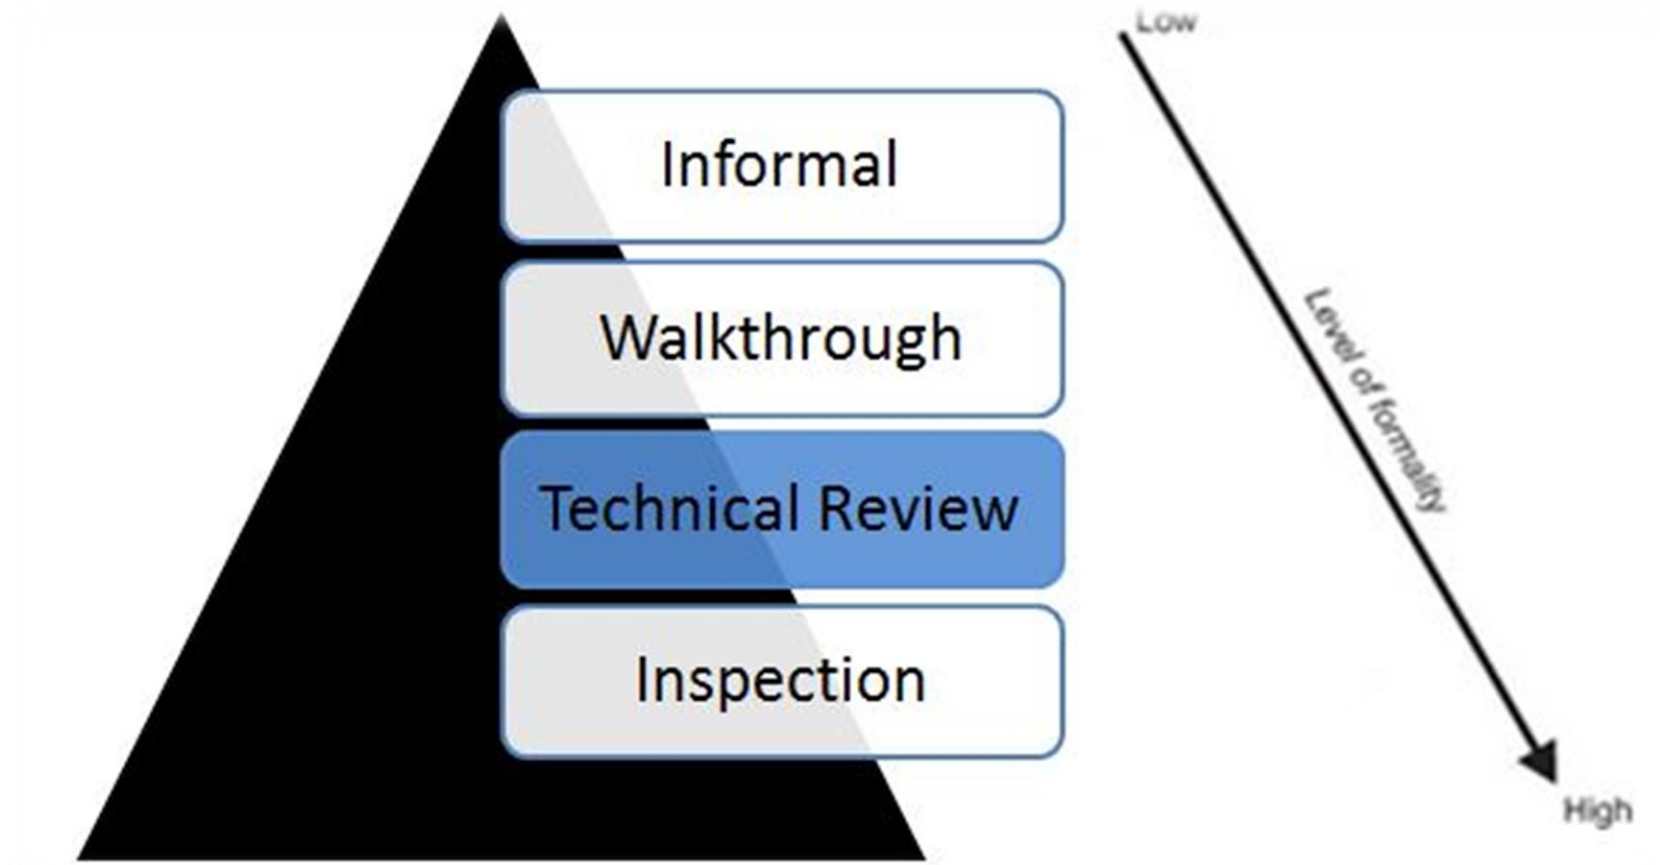 Low
Informal
Walkthrough
Level of formality
Technical Review
Inspection
High